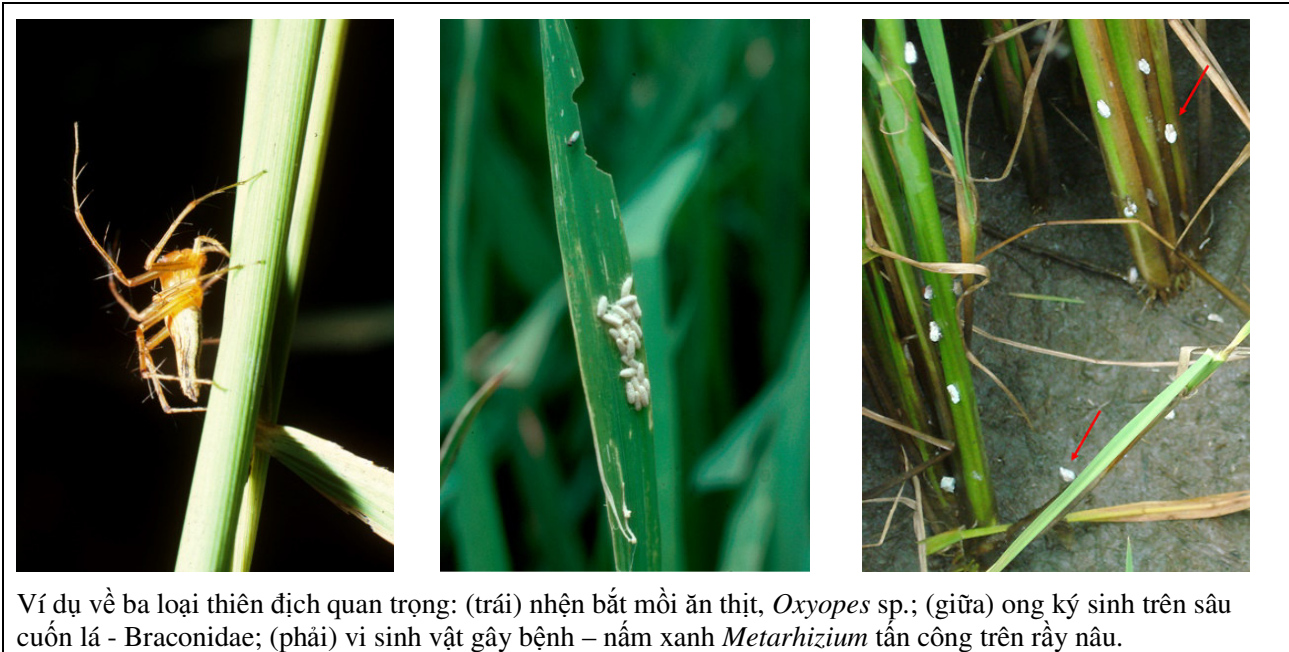 Ví dụ về ba loại thiên địch quan trọng: (trái) nhện bắt mồi ăn thịt, Oxyopes sp.; (giữa) ong ký sinh trên sâu
cuốn lá - Braconidae; (phải) vi sinh vật gây bệnh – nấm xanh Metarhizium tấn công trên rầy nâu.